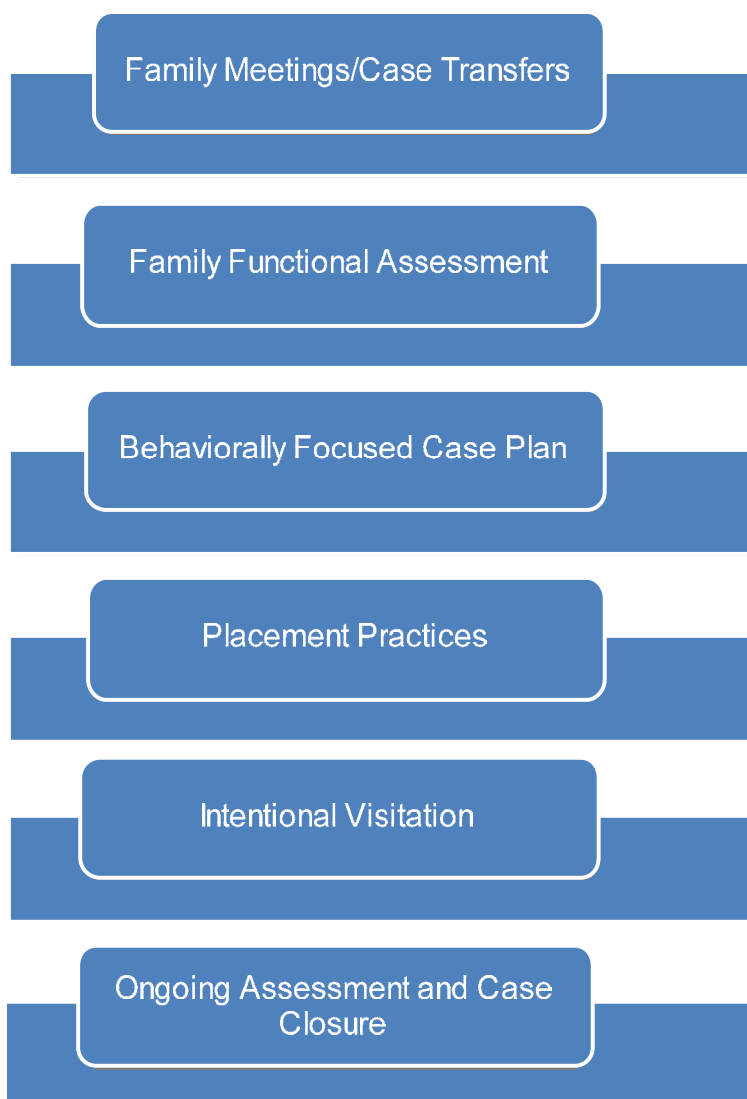 Family Meetings/Case Transfers
Family Functional Assessment
Behaviorally Focused Case Plan
Placement Practices
Intentional Visitation
Ongoing Assessment and Case
Closure